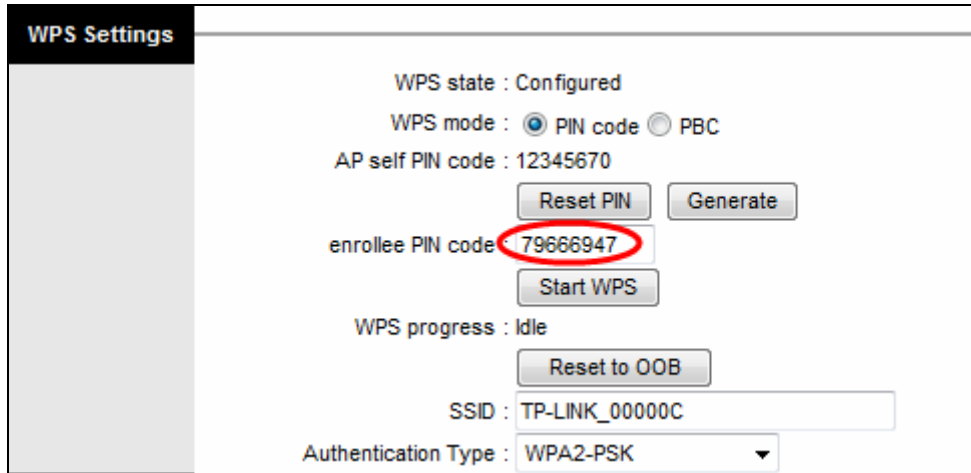 WPS Settings
WPS state : Configured
WPS mode : PIN code PBC
AP self PIN code : 12345670
Reset PIN Generate
enrollee PIN code : 79666947
Start WPS
WPS progress : Idle
Reset to OOB
SSID : TP-LINK_00000C
Authentication Type : WPA2-PSK